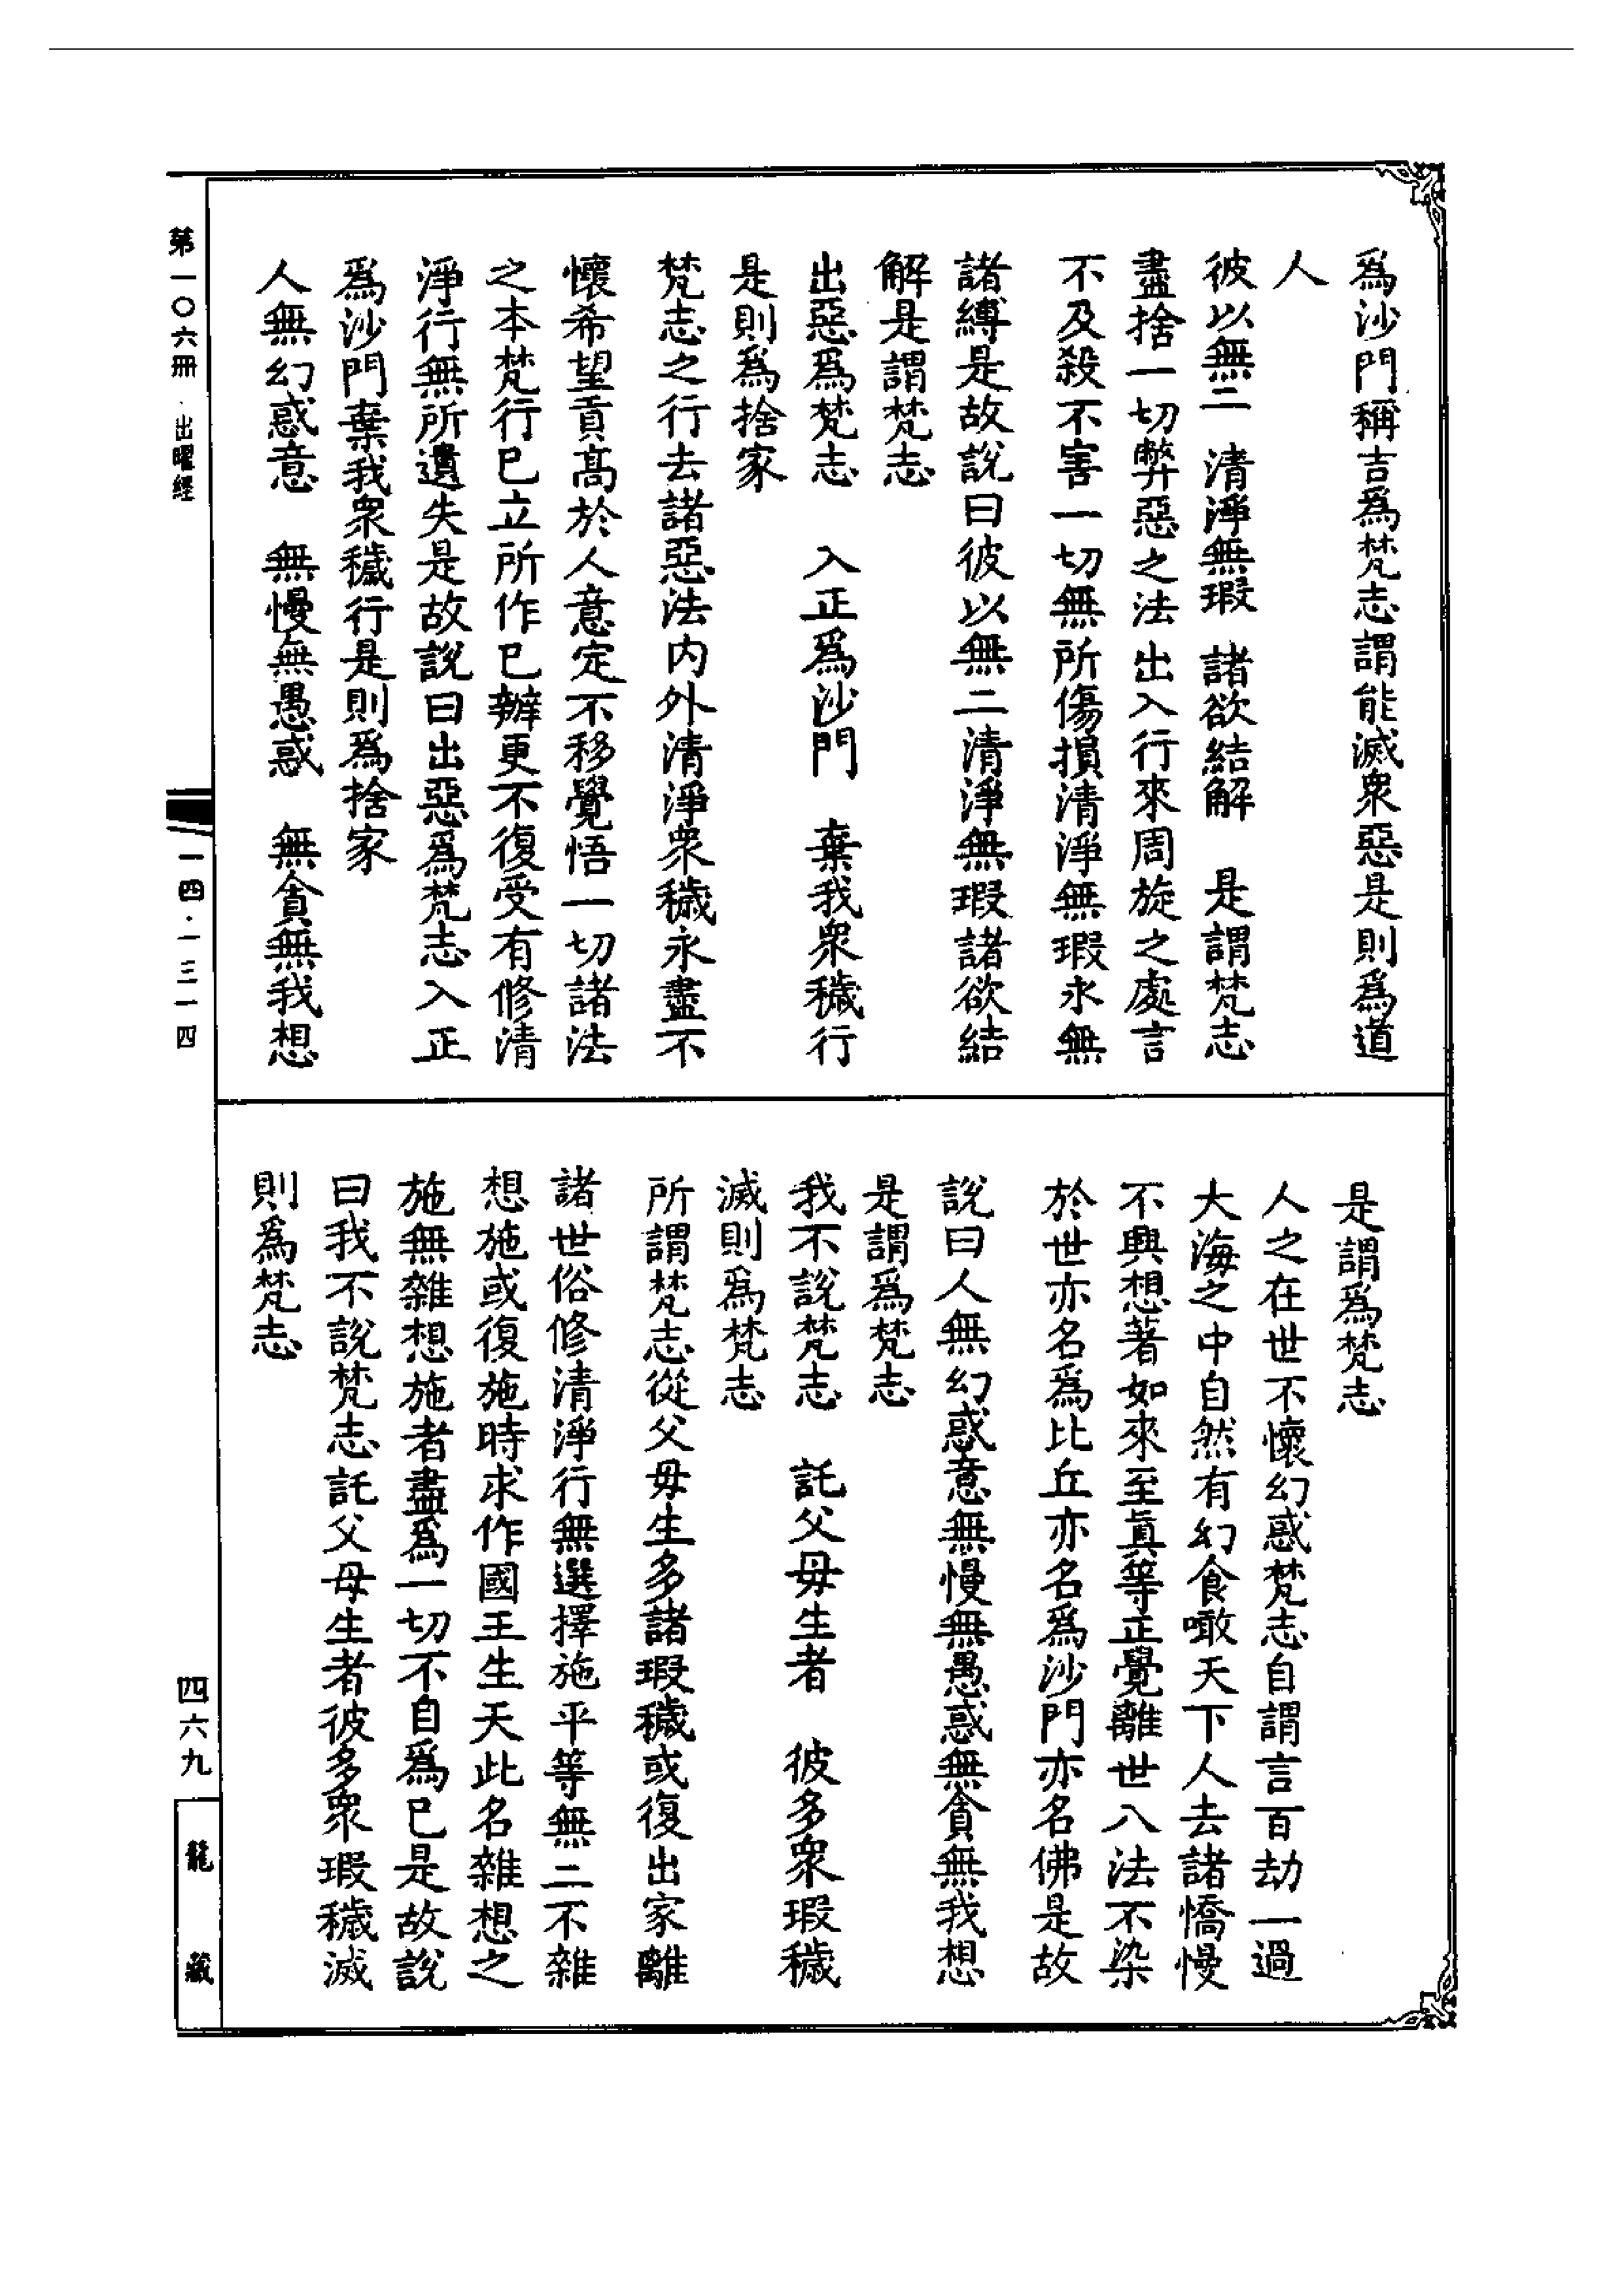 爲沙門稱吉爲梵志謂能滅衆惡是則爲道
人
彼以無二　清淨無瑕　諸欲結解　是謂梵志
盡捨一切弊惡之法出入行來周旋之處言
不及殺不害一切無所傷損清淨無瑕永無
諸縛是故說曰彼以無二清淨無瑕諸欲結
解是謂梵志
出惡爲梵志　入正爲沙門　棄我衆穢行
是則爲捨家
梵志之行去諸惡法内外清淨衆穢永盡不
懷希望貢高於人意定不移覺悟一切諸法
之本梵行已立所作已辦更不復受有修清
淨行無所遺失是故說曰出惡爲梵志入正
爲沙門棄我衆穢行是則爲捨家
人無幻惑意　無慢無愚惑　無貪無我想
是謂爲梵志
人之在世不懷幻惑梵志自謂言百劫一過
大海之中自然有幻食噉天下人去諸憍慢
不興想著如來至眞等正覺離世八法不染
於世亦名爲比丘亦名爲沙門亦名佛是故
說曰人無幻惑意無慢無愚惑無貪無我想
是謂爲梵志
我不說梵志　託父母生者　彼多衆瑕穢
滅則爲梵志
所謂梵志從父母生多諸瑕穢或復出家離
諸世俗修清淨行無選擇施平等無二不雜
想施或復施時求作國王生天此名雜想之
施無雜想施者盡爲一切不自爲已是故說
曰我不說梵志託父母生者彼多衆瑕穢滅
則爲梵志
第一〇六冊　出曜經
一四·一三一四
四六九
龍藏